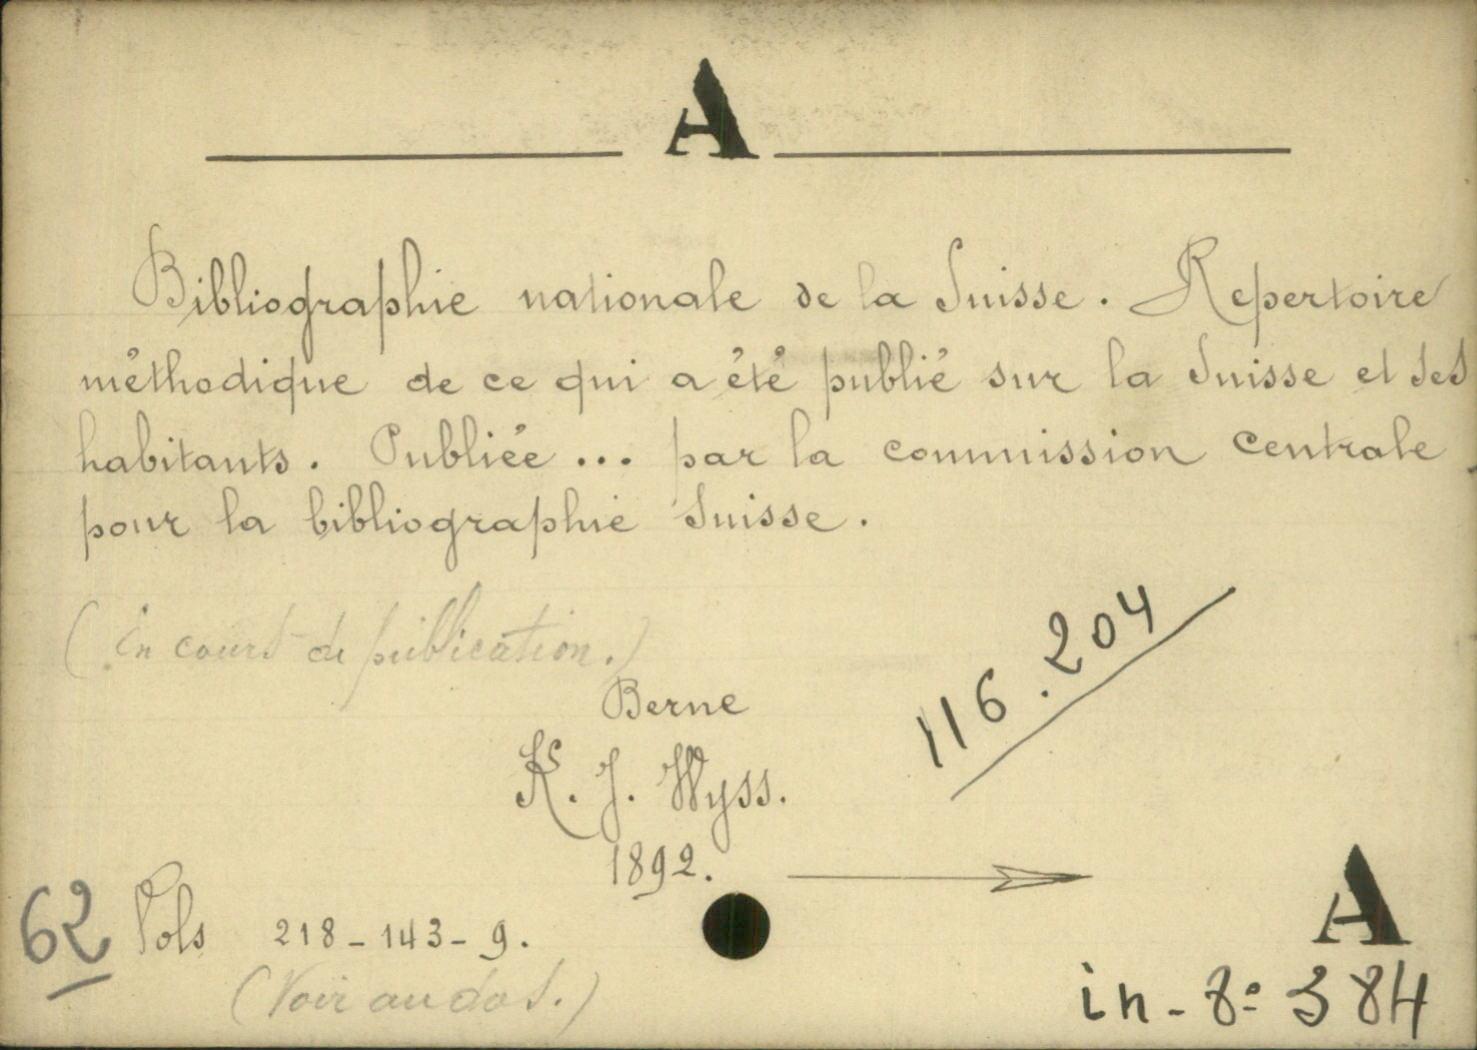 A
Bibliographie nationale de la Suisse. Repertoire
méthodique de ce qui a été publié sur la Suisse et ses
habitants. Publiée ... par la commission centrale
pour la bibliographie Suisse.
(En cours de publication.)
116.204
Berne
K. J. Wyss.
1892.
A
62 Vols 218-143-9.
(Voir au dos.)
in-8º 384